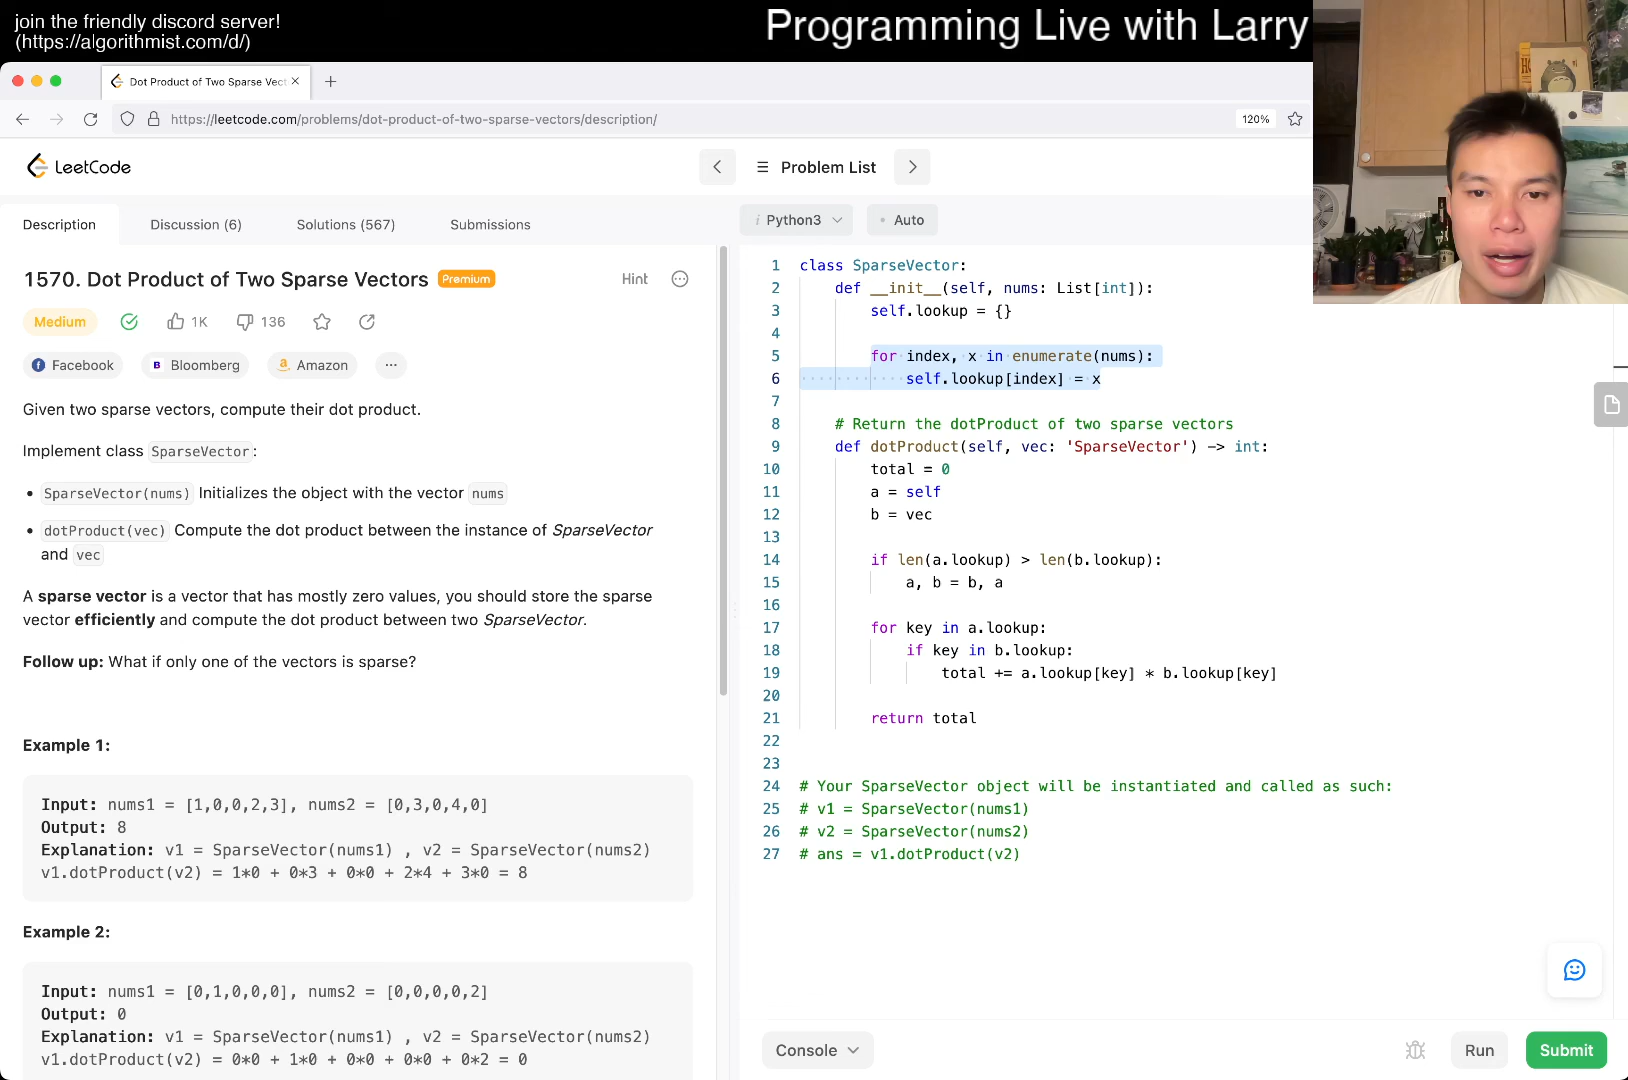 join the friendly discord server!
(https://algorithmist.com/d/)
Programming Live with Larry
Dot Product of Two Sparse Vect
https://leetcode.com/problems/dot-product-of-two-sparse-vectors/description/
120%
LeetCode
Problem List
Description
Discussion (6)
Solutions (567)
Submissions
i Python3
Auto
1570. Dot Product of Two Sparse Vectors Premium
Hint
Medium
1K
136
Facebook
B Bloomberg
a Amazon
...
Given two sparse vectors, compute their dot product.
Implement class SparseVector:
• SparseVector(nums) Initializes the object with the vector nums
• dotProduct(vec) Compute the dot product between the instance of SparseVector
and vec
A sparse vector is a vector that has mostly zero values, you should store the sparse
vector efficiently and compute the dot product between two SparseVector.
Follow up: What if only one of the vectors is sparse?
Example 1:
Input: nums1 = [1,0,0,2,3], nums2 = [0,3,0,4,0]
Output: 8
Explanation: v1 = SparseVector(nums1) , v2 = SparseVector(nums2)
v1.dotProduct(v2) = 1*0 + 0*3 + 0*0 + 2*4 + 3*0 = 8
Example 2:
Input: nums1 = [0,1,0,0,0], nums2 = [0,0,0,0,2]
Output: 0
Explanation: v1 = SparseVector(nums1) , v2 = SparseVector(nums2)
v1.dotProduct(v2) = 0*0 + 1*0 + 0*0 + 0*0 + 0*2 = 0
1 class SparseVector:
2 def __init__(self, nums: List[int]):
3 self.lookup = {}
4
5 for index, x in enumerate(nums):
6 self.lookup[index] = x
7
8 # Return the dotProduct of two sparse vectors
9 def dotProduct(self, vec: 'SparseVector') -> int:
10 total = 0
11 a = self
12 b = vec
13
14 if len(a.lookup) > len(b.lookup):
15 a, b = b, a
16
17 for key in a.lookup:
18 if key in b.lookup:
19 total += a.lookup[key] * b.lookup[key]
20
21 return total
22
23
24 # Your SparseVector object will be instantiated and called as such:
25 # v1 = SparseVector(nums1)
26 # v2 = SparseVector(nums2)
27 # ans = v1.dotProduct(v2)
Console
Run
Submit